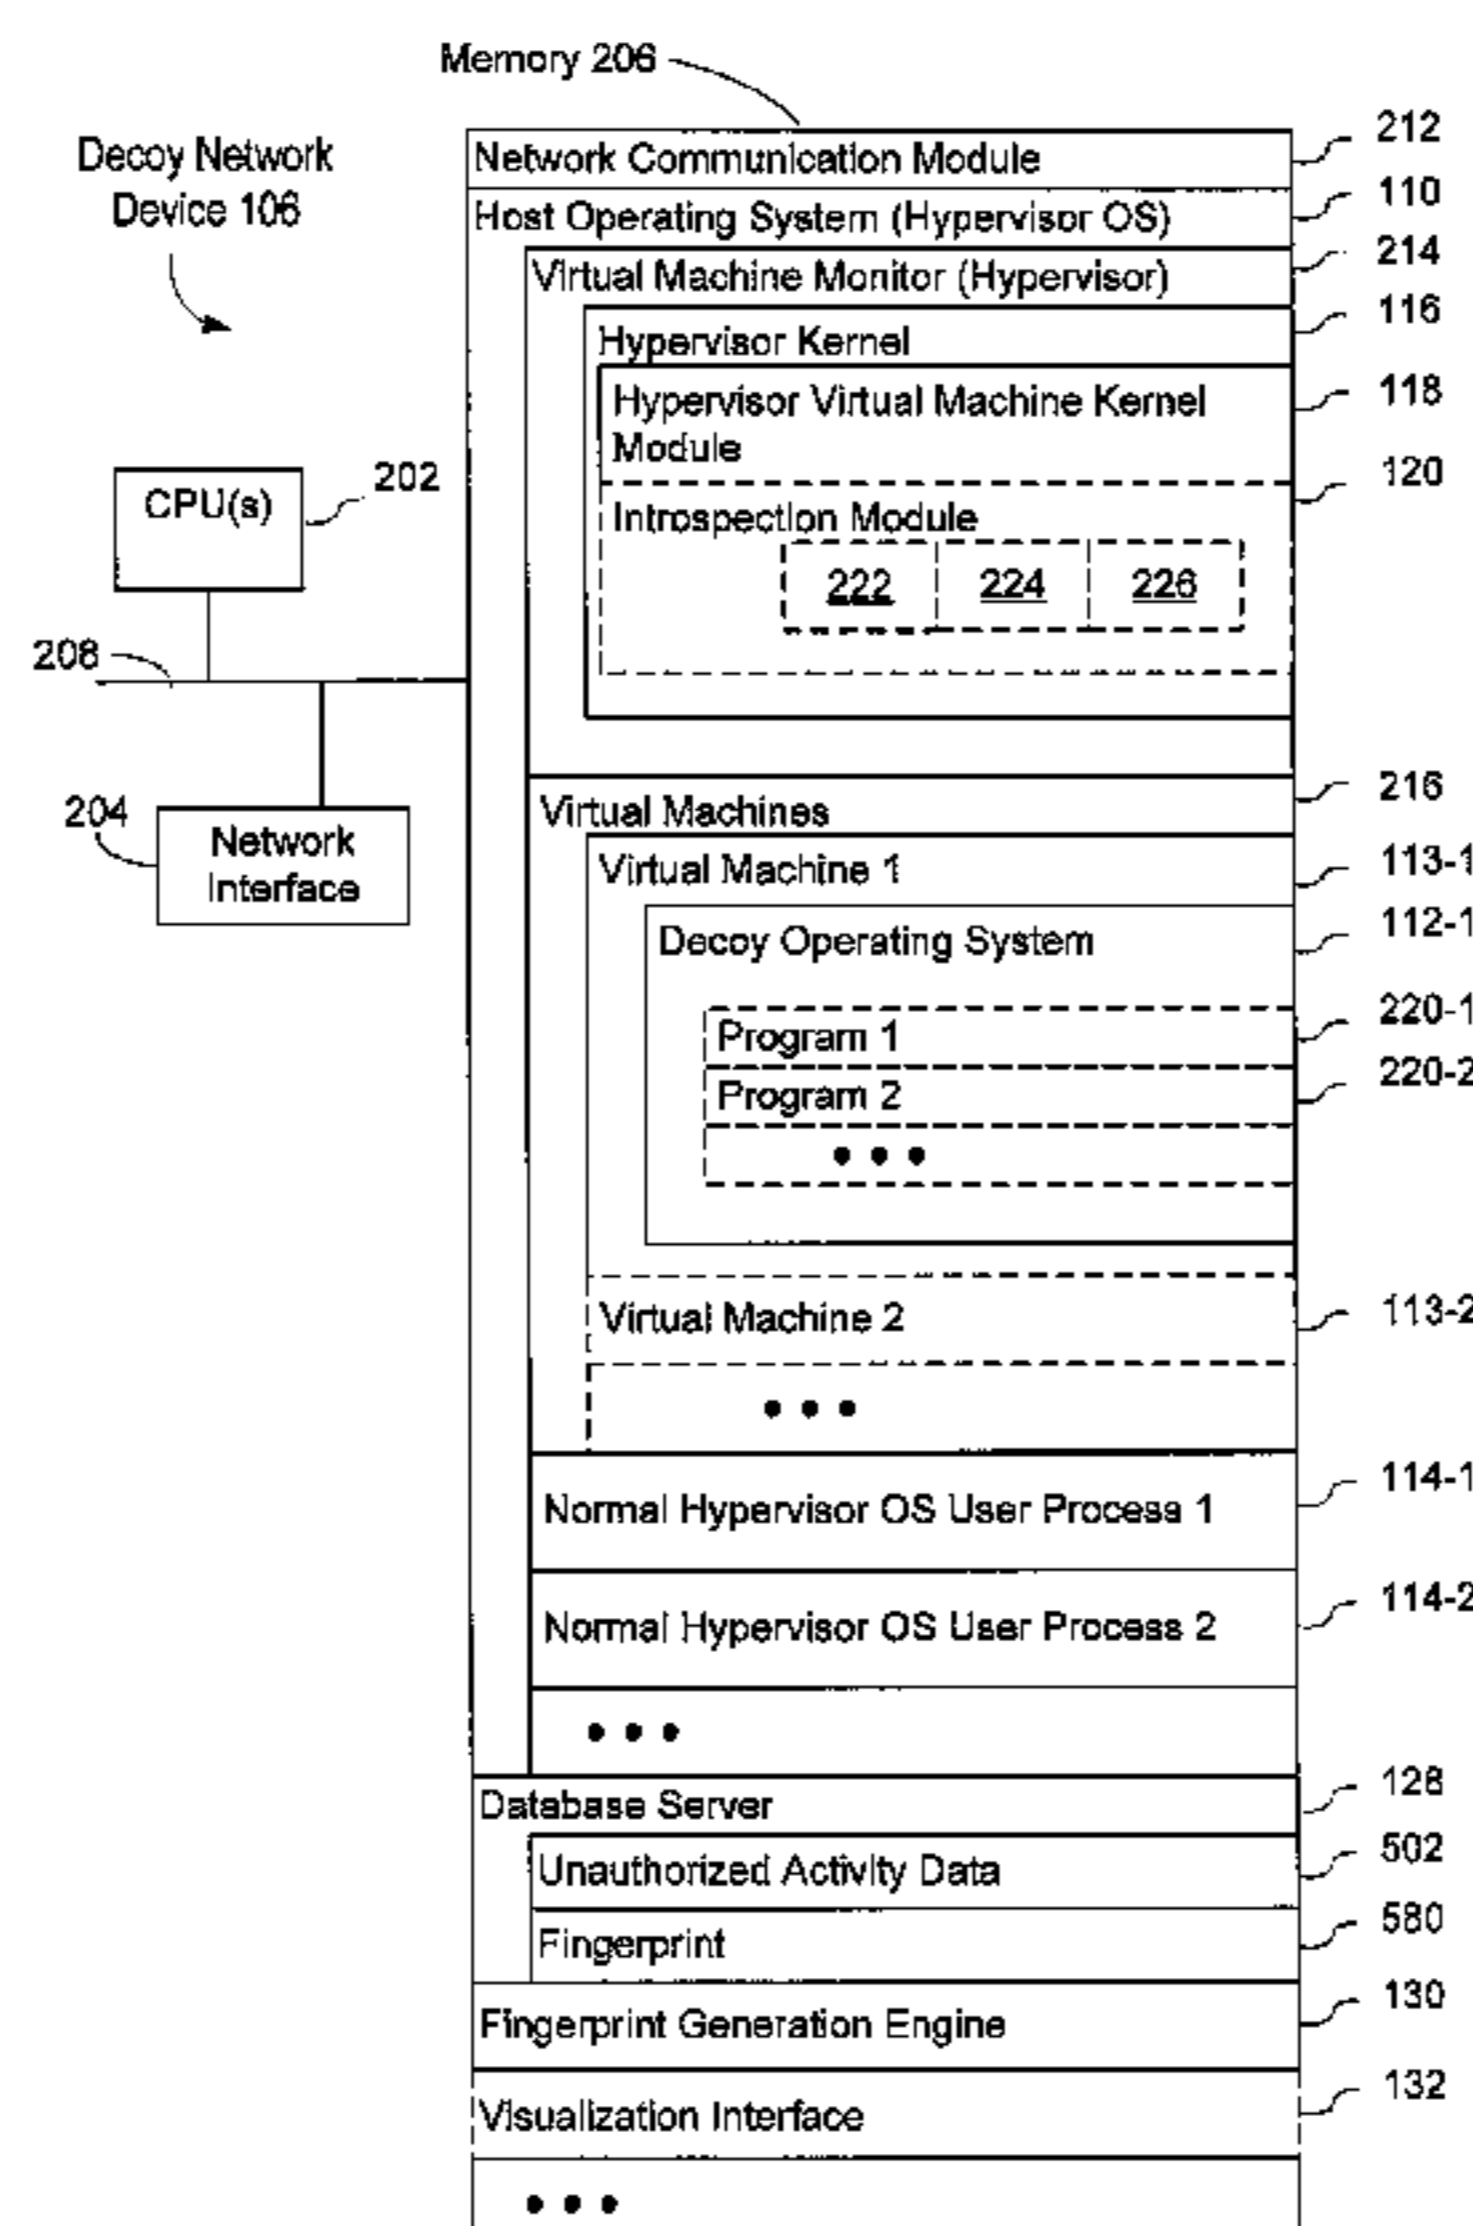 Memory 206
Decoy Network
Device 106
Network Communication Module
212
Host Operating System (Hypervisor OS)
110
Virtual Machine Monitor (Hypervisor)
214
Hypervisor Kernel
116
Hypervisor Virtual Machine Kernel
Module
118
Introspection Module
120
222
224
226
CPU(s)
202
208
204
Network
Interface
Virtual Machines
216
Virtual Machine 1
113-1
Decoy Operating System
112-1
Program 1
220-1
Program 2
220-2
• • •
Virtual Machine 2
113-2
• • •
Normal Hypervisor OS User Process 1
114-1
Normal Hypervisor OS User Process 2
114-2
• • •
Database Server
128
Unauthorized Activity Data
502
Fingerprint
580
Fingerprint Generation Engine
130
Visualization Interface
132
• • •